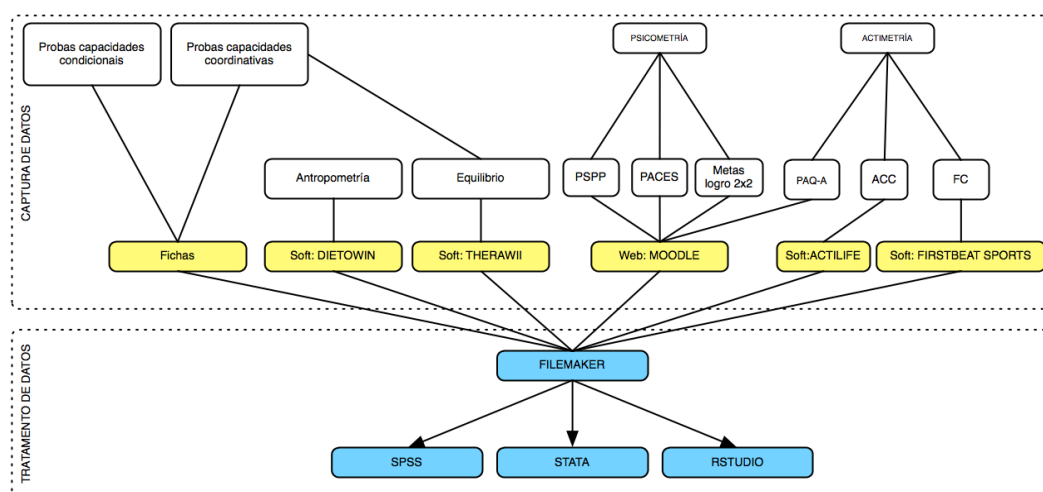 Probas capacidades
condicionais
Probas capacidades
coordinativas
PSICOMETRÍA
ACTIMETRÍA
CAPTURA DE DATOS
Antropometría
Equilibrio
PSPP
PACES
Metas
logro 2x2
PAQ-A
ACC
FC
Fichas
Soft: DIETOWIN
Soft: THERAWII
Web: MOODLE
Soft:ACTILIFE
Soft: FIRSTBEAT SPORTS
TRATAMENTO DE DATOS
FILEMAKER
SPSS
STATA
RSTUDIO